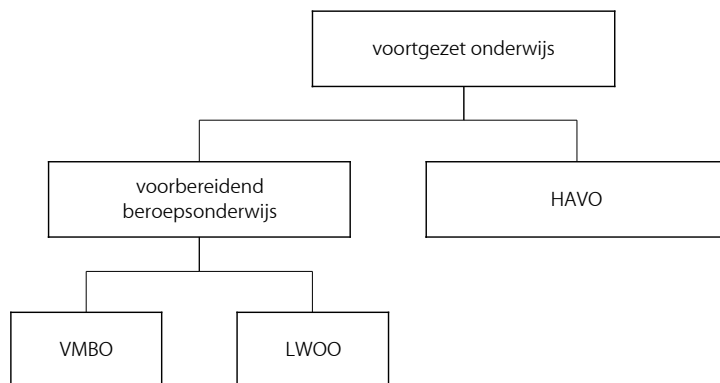 voortgezet onderwijs
voorbereidend
beroepsonderwijs
HAVO
VMBO
LWOO